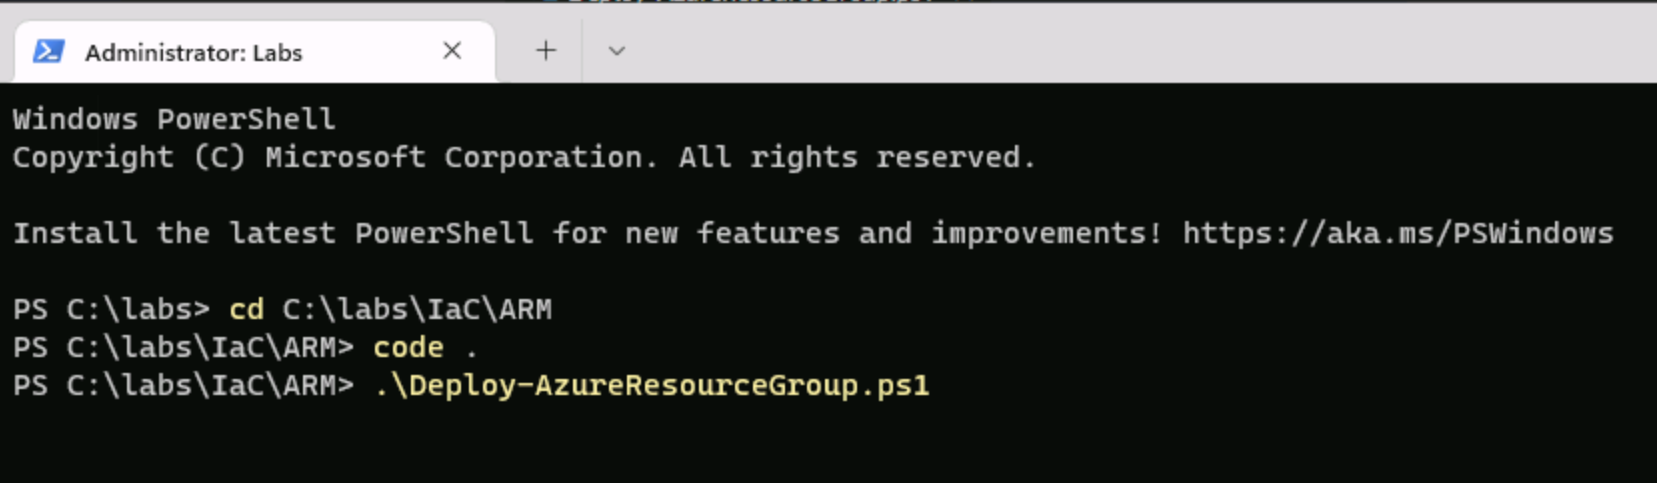 Administrator: Labs
Windows PowerShell
Copyright (C) Microsoft Corporation. All rights reserved.
Install the latest PowerShell for new features and improvements! https://aka.ms/PSWindows
PS C:\labs> cd C:\labs\IaC\ARM
PS C:\labs\IaC\ARM> code .
PS C:\labs\IaC\ARM> .\Deploy-AzureResourceGroup.ps1